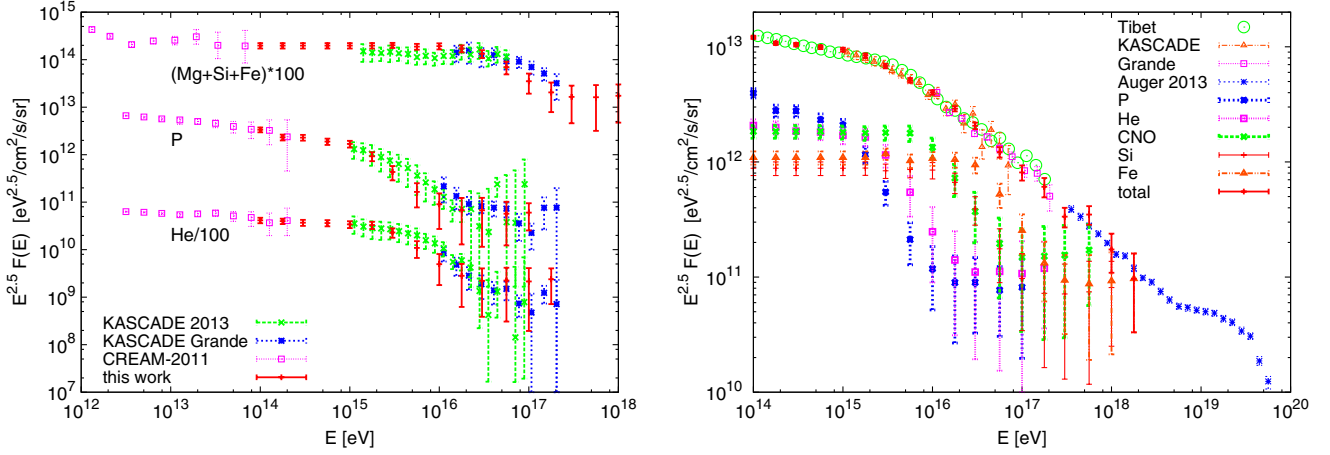 E^{2.5} F(E) [eV^{2.5}/cm^2/s/sr]
10^{15}
10^{14}
10^{13}
10^{12}
10^{11}
10^{10}
10^9
10^8
10^7
(Mg+Si+Fe)*100
P
He/100
KASCADE 2013
KASCADE Grande
CREAM-2011
this work
10^{12} 10^{13} 10^{14} 10^{15} 10^{16} 10^{17} 10^{18}
E [eV]
E^{2.5} F(E) [eV^{2.5}/cm^2/s/sr]
10^{13}
10^{12}
10^{11}
10^{10}
Tibet
KASCADE
Grande
Auger 2013
P
He
CNO
Si
Fe
total
10^{14} 10^{15} 10^{16} 10^{17} 10^{18} 10^{19} 10^{20}
E [eV]